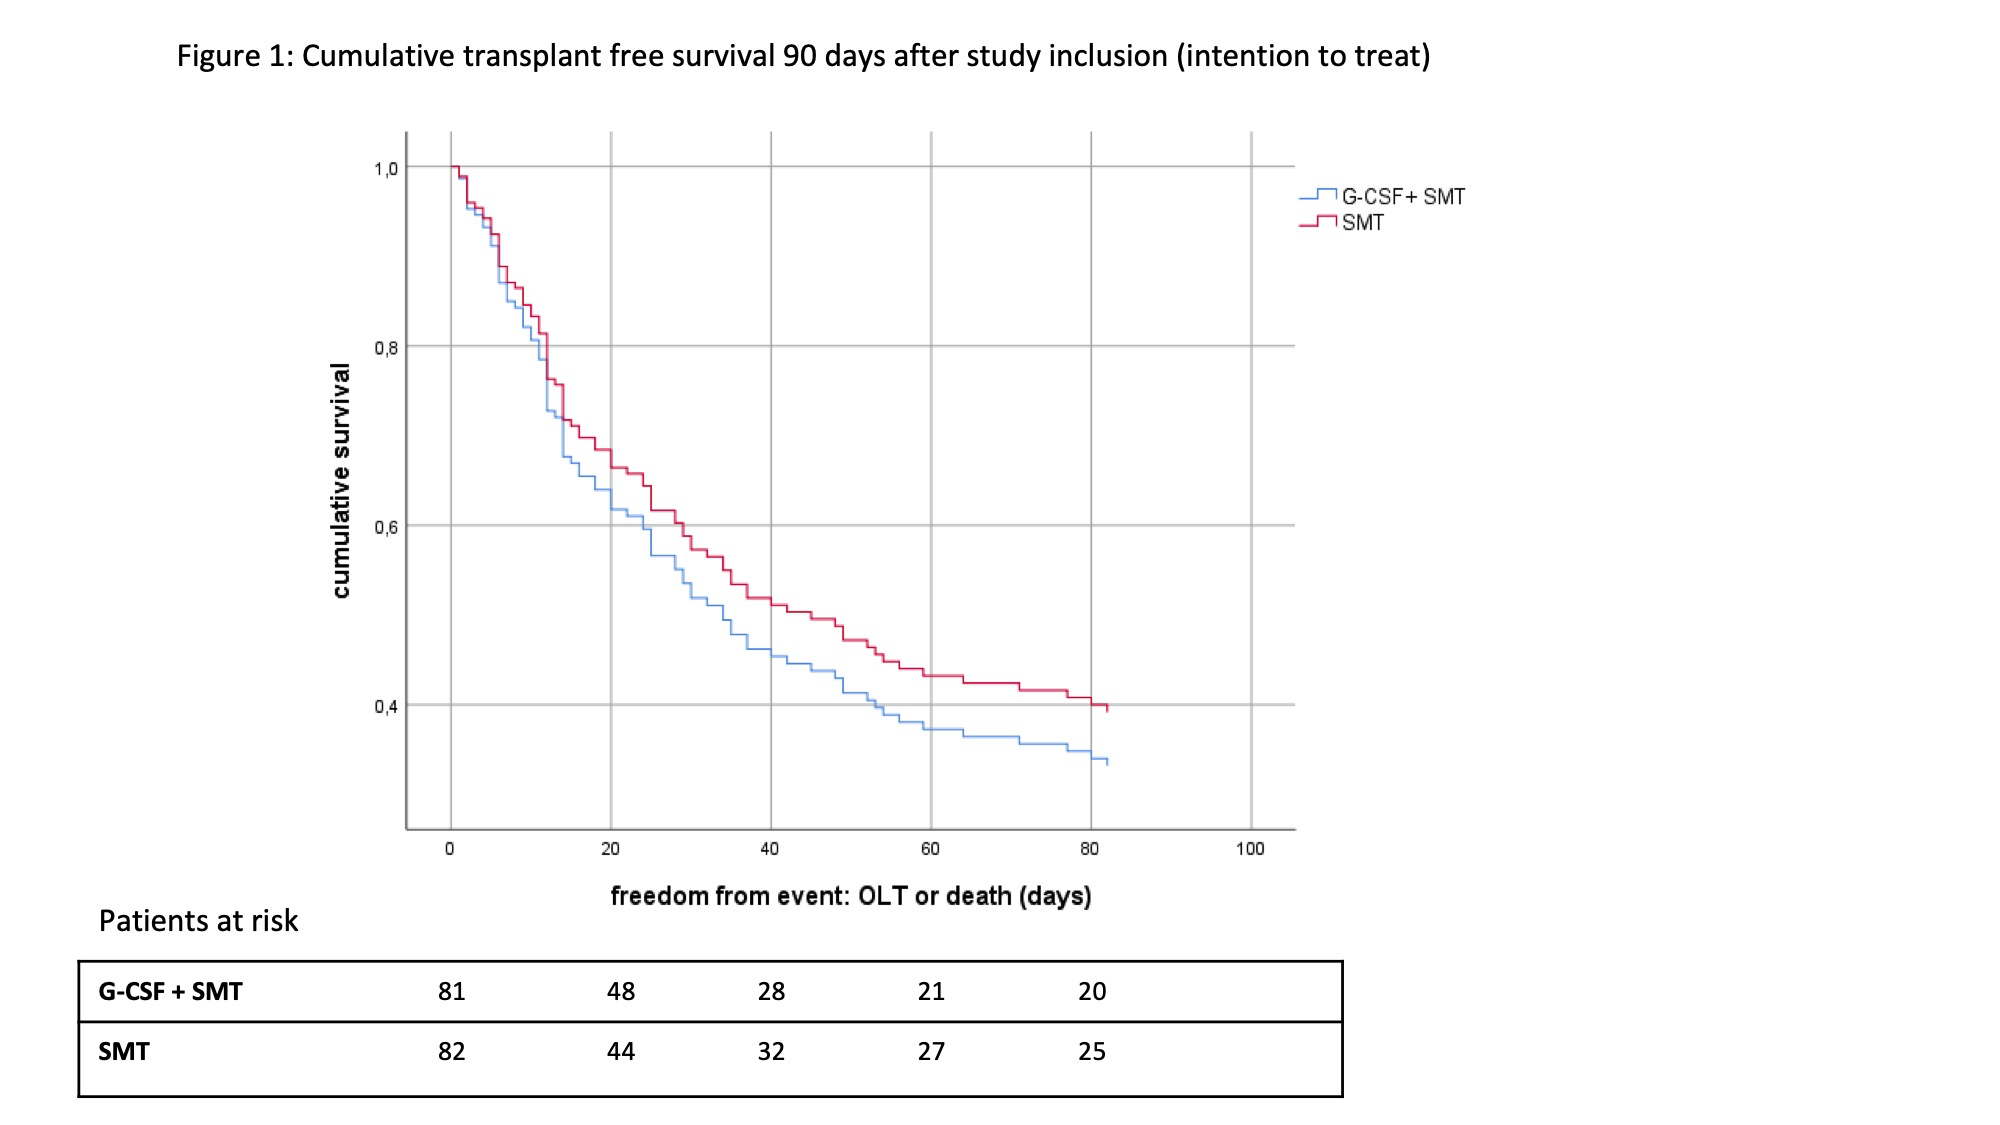 Figure 1: Cumulative transplant free survival 90 days after study inclusion (intention to treat)
1,0
0,8
0,6
0,4
cumulative survival
G-CSF+ SMT
SMT
0 20 40 60 80 100
freedom from event: OLT or death (days)
Patients at risk
G-CSF + SMT 81 48 28 21 20
SMT 82 44 32 27 25